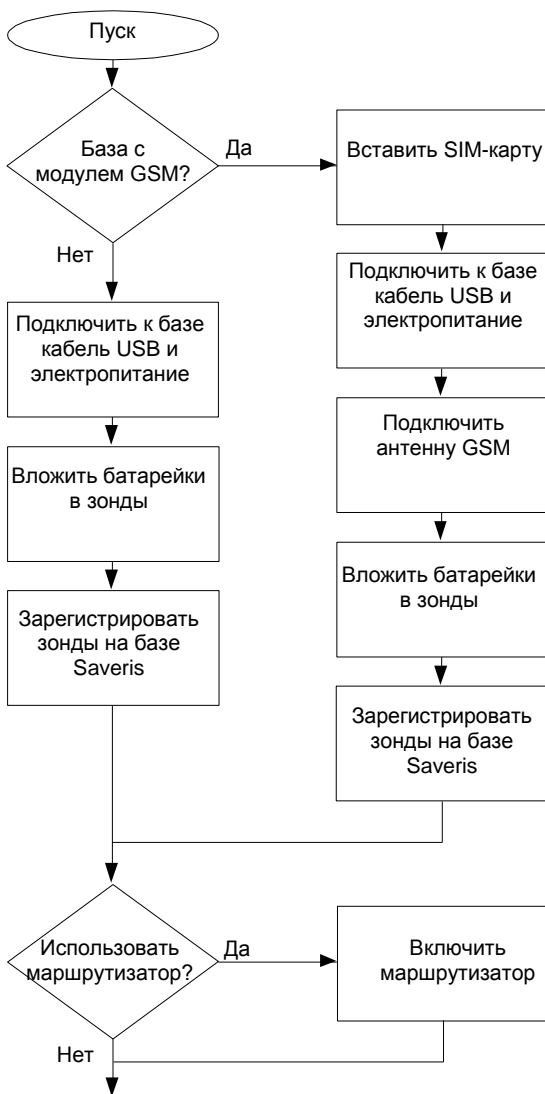 Пуск
База с
модулем GSM?
Да
Вставить SIM-карту
Нет
Подключить к базе
кабель USB и
электропитание
Вложить батарейки
в зонды
Зарегистрировать
зонды на базе
Saveris
Подключить к базе
кабель USB и
электропитание
Подключить
антенну GSM
Вложить батарейки
в зонды
Зарегистрировать
зонды на базе
Saveris
Использовать
маршрутизатор?
Да
Включить
маршрутизатор
Нет